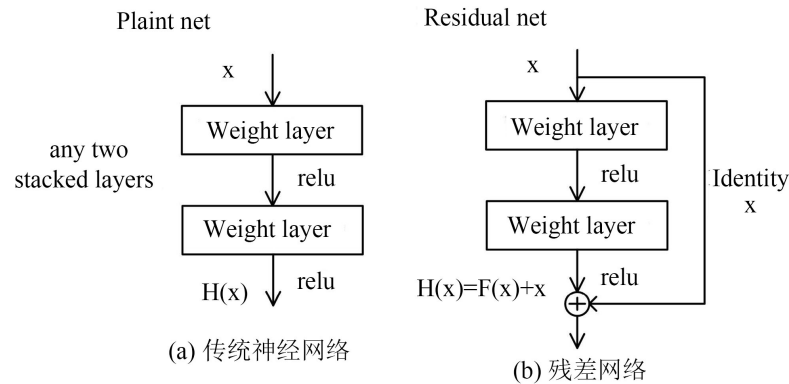 Plaint net
x
Weight layer
any two
stacked layers
relu
Weight layer
H(x)
relu
(a) 传统神经网络
Residual net
x
Weight layer
relu
Identity
x
Weight layer
relu
H(x)=F(x)+x
(b) 残差网络